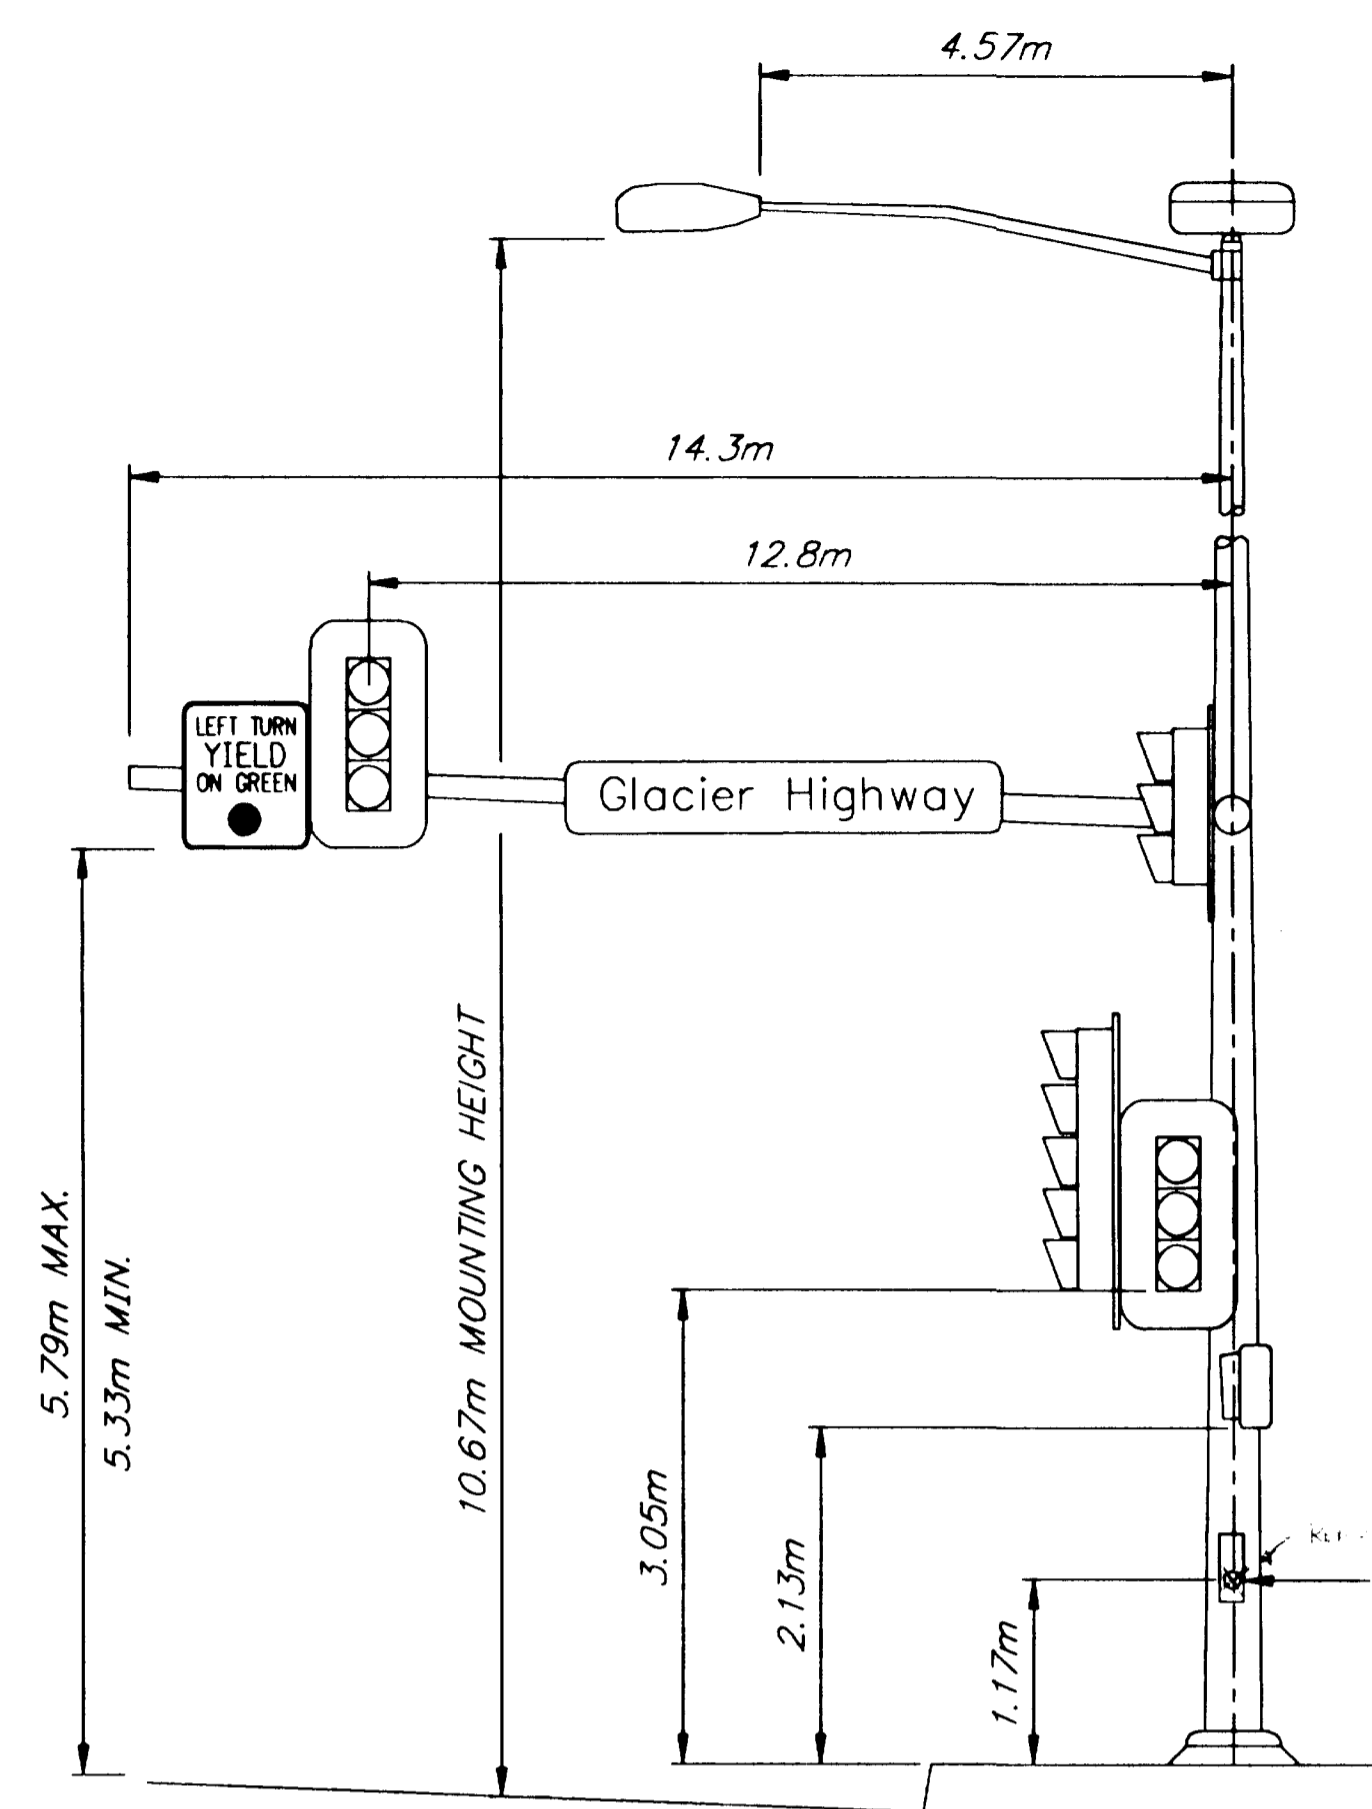 4.57m
14.3m
12.8m
LEFT TURN
YIELD
ON GREEN
Glacier Highway
10.67m MOUNTING HEIGHT
5.79m MAX.
5.33m MIN.
3.05m
2.13m
1.17m